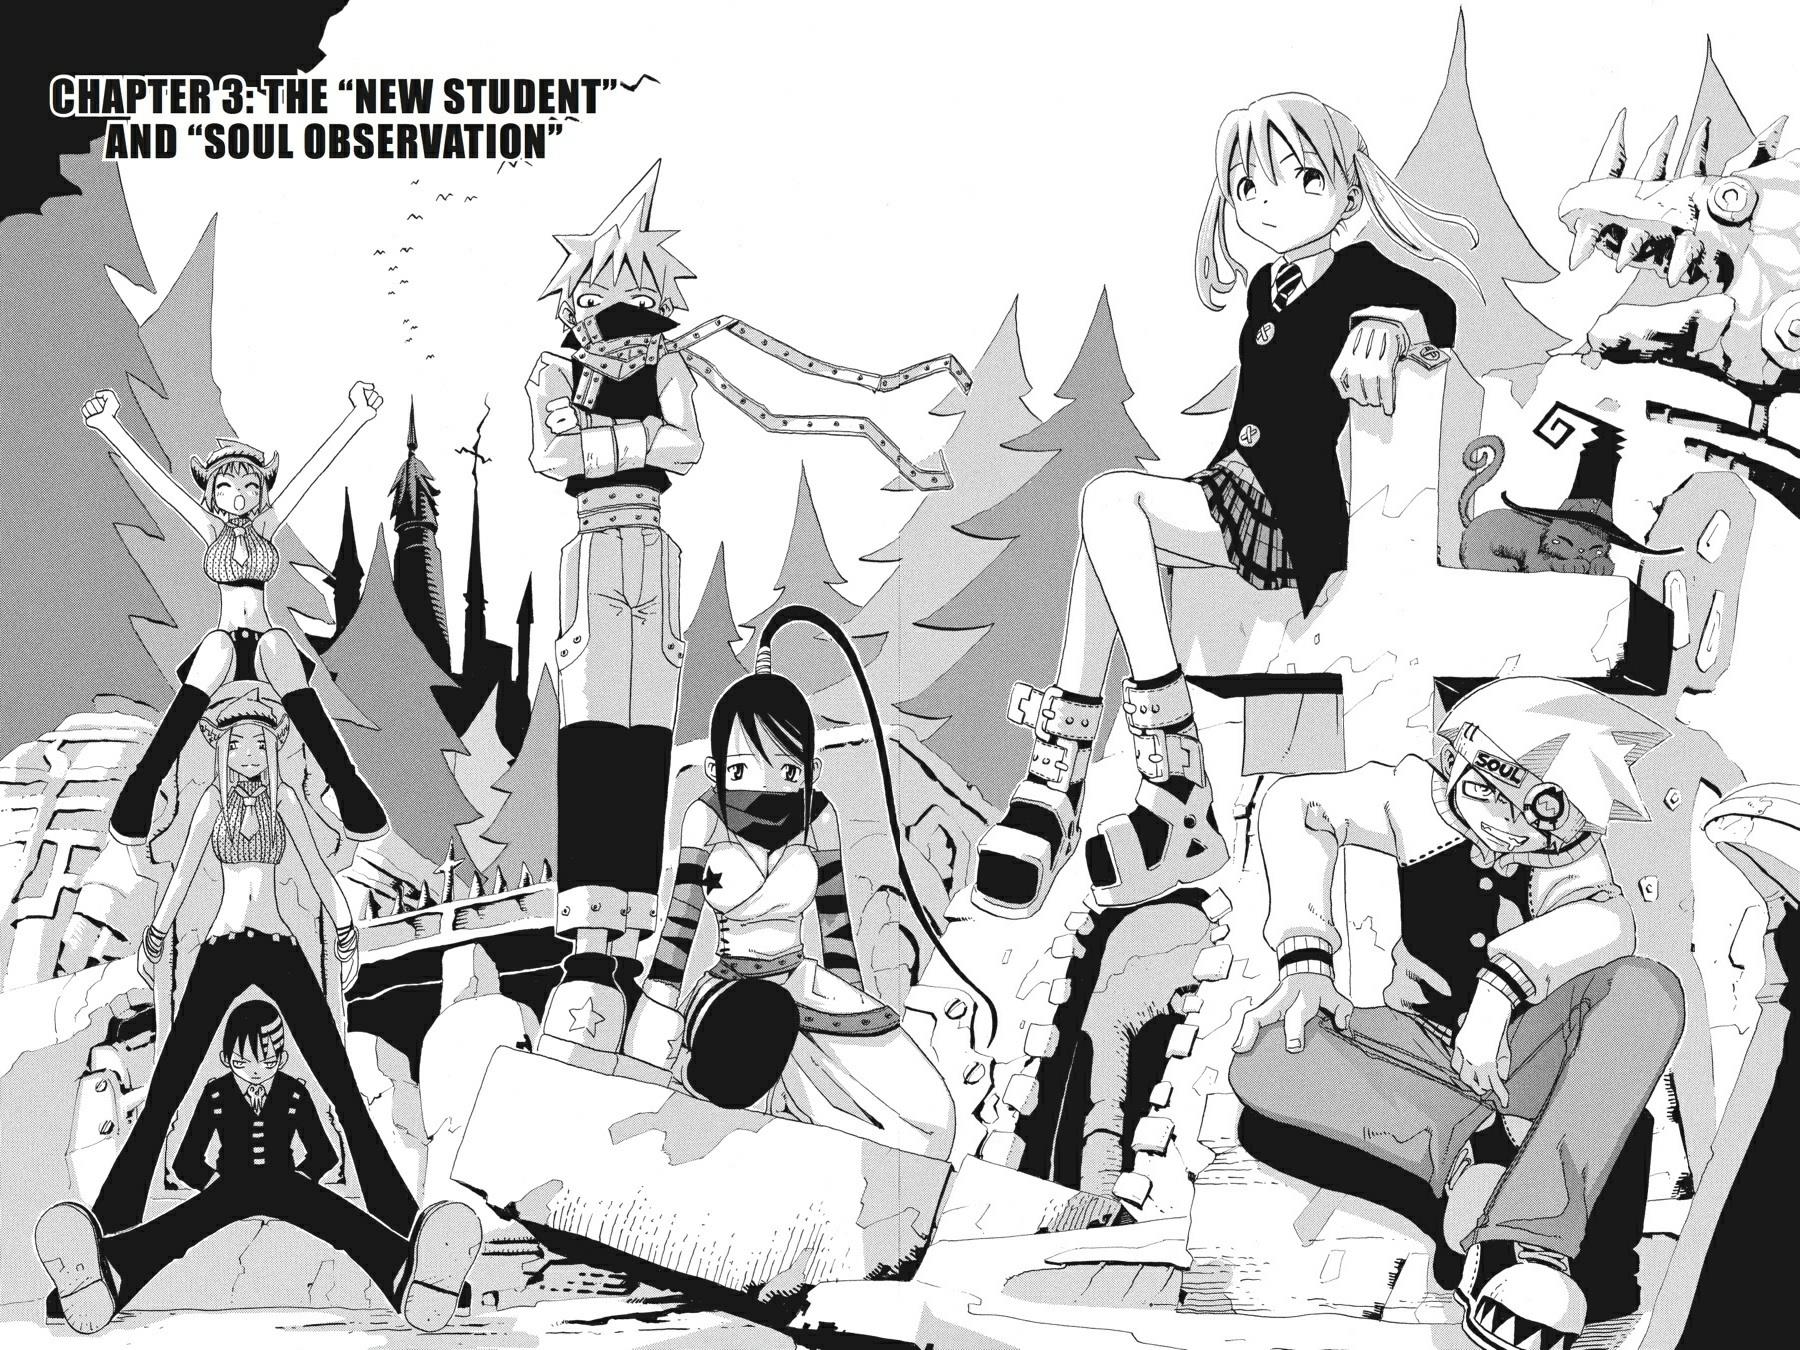 CHAPTER 3: THE “NEW STUDENT”
AND “SOUL OBSERVATION”
SOUL